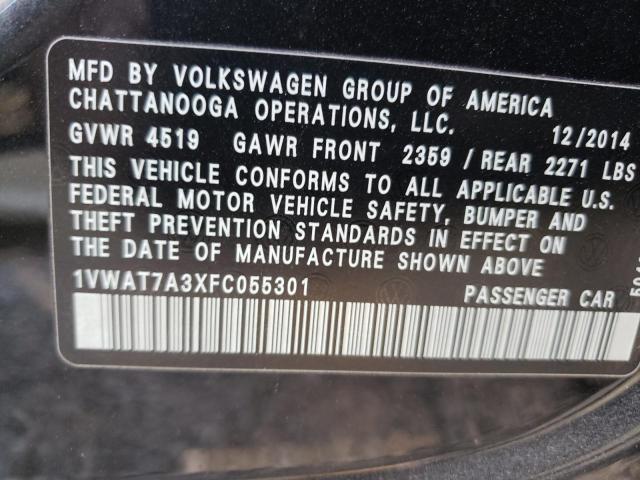 MFD BY VOLKSWAGEN GROUP OF AMERICA
CHATTANOOGA OPERATIONS, LLC. 12/2014
GVWR 4519 GAWR FRONT 2359 / REAR 2271 LBS
THIS VEHICLE CONFORMS TO ALL APPLICABLE U.S.
FEDERAL MOTOR VEHICLE SAFETY, BUMPER AND
THEFT PREVENTION STANDARDS IN EFFECT ON
THE DATE OF MANUFACTURE SHOWN ABOVE.
1VWAT7A3XFC055301 PASSENGER CAR